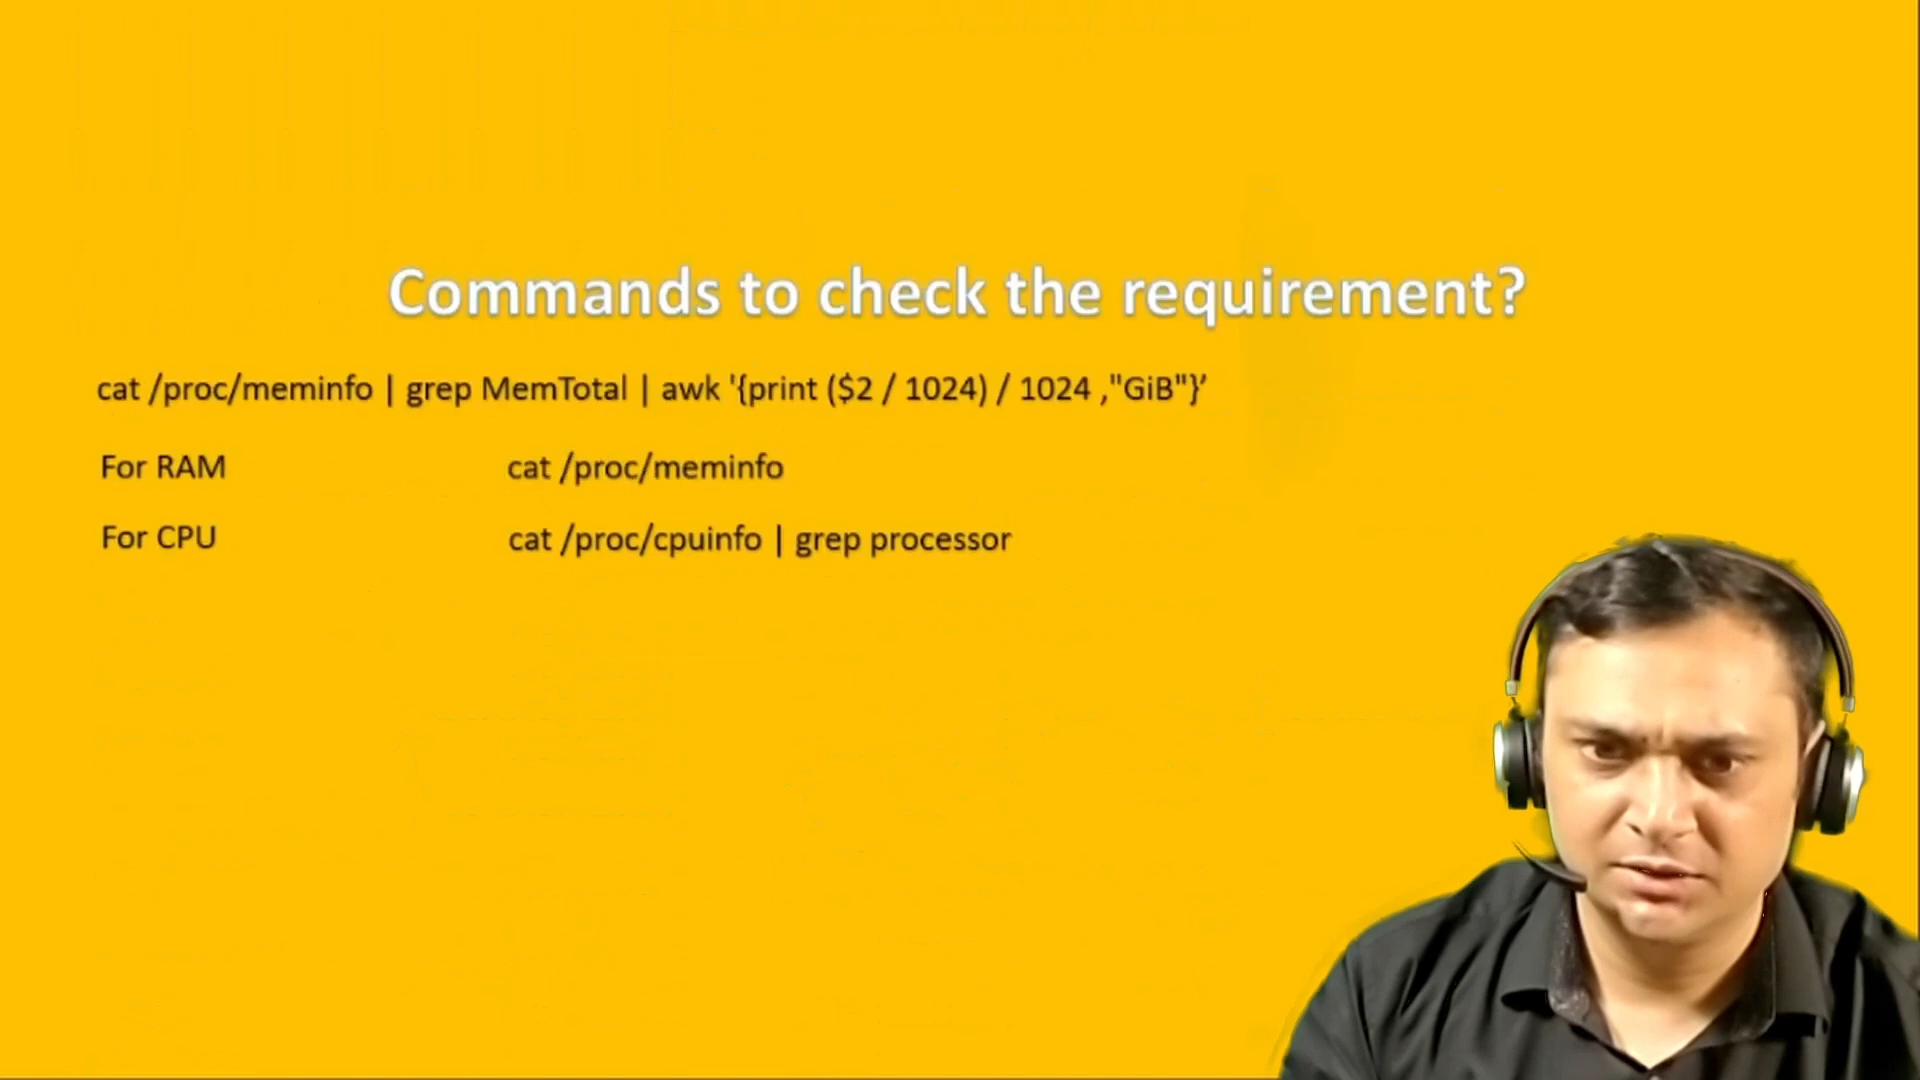 Commands to check the requirement?
cat /proc/meminfo | grep MemTotal | awk '{print ($2 / 1024) / 1024 ,"GiB"}’
For RAM cat /proc/meminfo
For CPU cat /proc/cpuinfo | grep processor